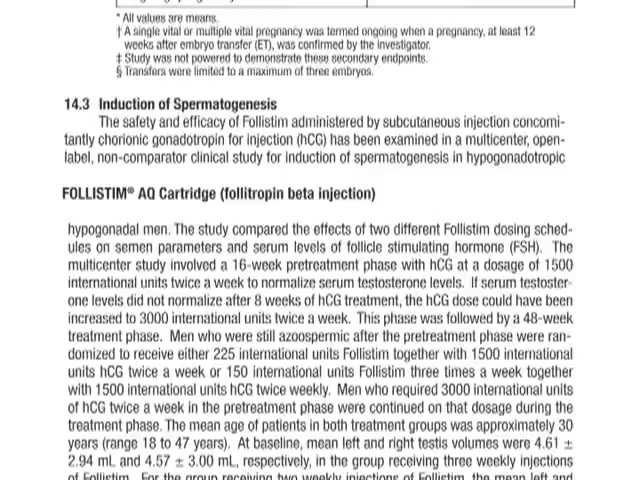 * All values are means.
† A single vital or multiple vital pregnancy was termed ongoing when a pregnancy, at least 12
weeks after embryo transfer (ET), was confirmed by the investigator.
‡ Study was not powered to demonstrate these secondary endpoints.
§ Transfers were limited to a maximum of three embryos.
14.3 Induction of Spermatogenesis
The safety and efficacy of Follistim administered by subcutaneous injection concomi-
tantly chorionic gonadotropin for injection (hCG) has been examined in a multicenter, open-
label, non-comparator clinical study for induction of spermatogenesis in hypogonadotropic
FOLLISTIM® AQ Cartridge (follitropin beta injection)
hypogonadal men. The study compared the effects of two different Follistim dosing sched-
ules on semen parameters and serum levels of follicle stimulating hormone (FSH). The
multicenter study involved a 16-week pretreatment phase with hCG at a dosage of 1500
international units twice a week to normalize serum testosterone levels. If serum testoster-
one levels did not normalize after 8 weeks of hCG treatment, the hCG dose could have been
increased to 3000 international units twice a week. This phase was followed by a 48-week
treatment phase. Men who were still azoospermic after the pretreatment phase were ran-
domized to receive either 225 international units Follistim together with 1500 international
units hCG twice a week or 150 international units Follistim three times a week together
with 1500 international units hCG twice weekly. Men who required 3000 international units
of hCG twice a week in the pretreatment phase were continued on that dosage during the
treatment phase. The mean age of patients in both treatment groups was approximately 30
years (range 18 to 47 years). At baseline, mean left and right testis volumes were 4.61 ±
2.94 mL and 4.57 ± 3.00 mL, respectively, in the group receiving three weekly injections
of Follistim. For the group receiving two weekly injections of Follistim, the mean left and